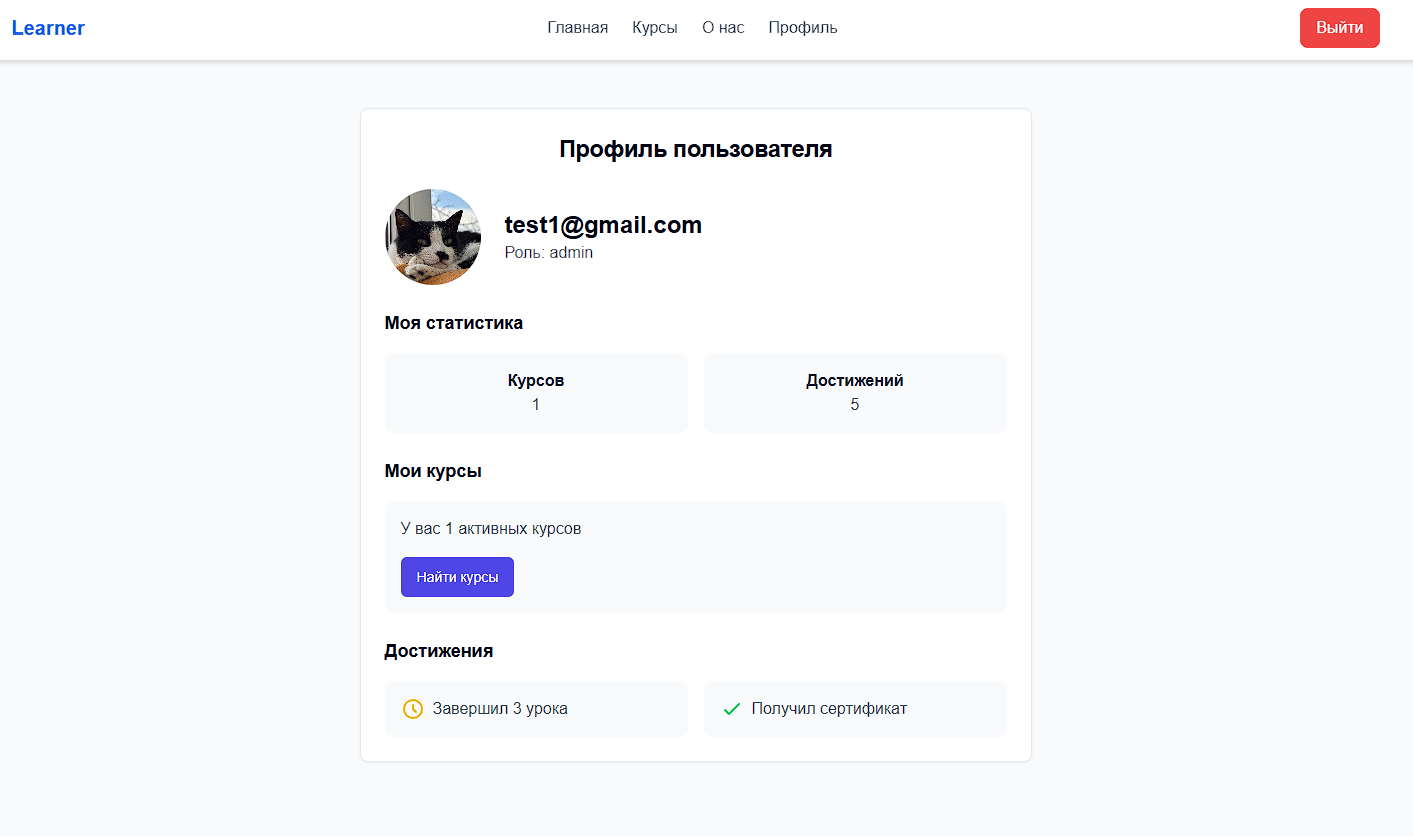 Learner
Главная Курсы О нас Профиль
Выйти
Профиль пользователя
test1@gmail.com
Роль: admin
Моя статистика
Курсов
1
Достижений
5
Мои курсы
У вас 1 активных курсов
Найти курсы
Достижения
Завершил 3 урока
Получил сертификат